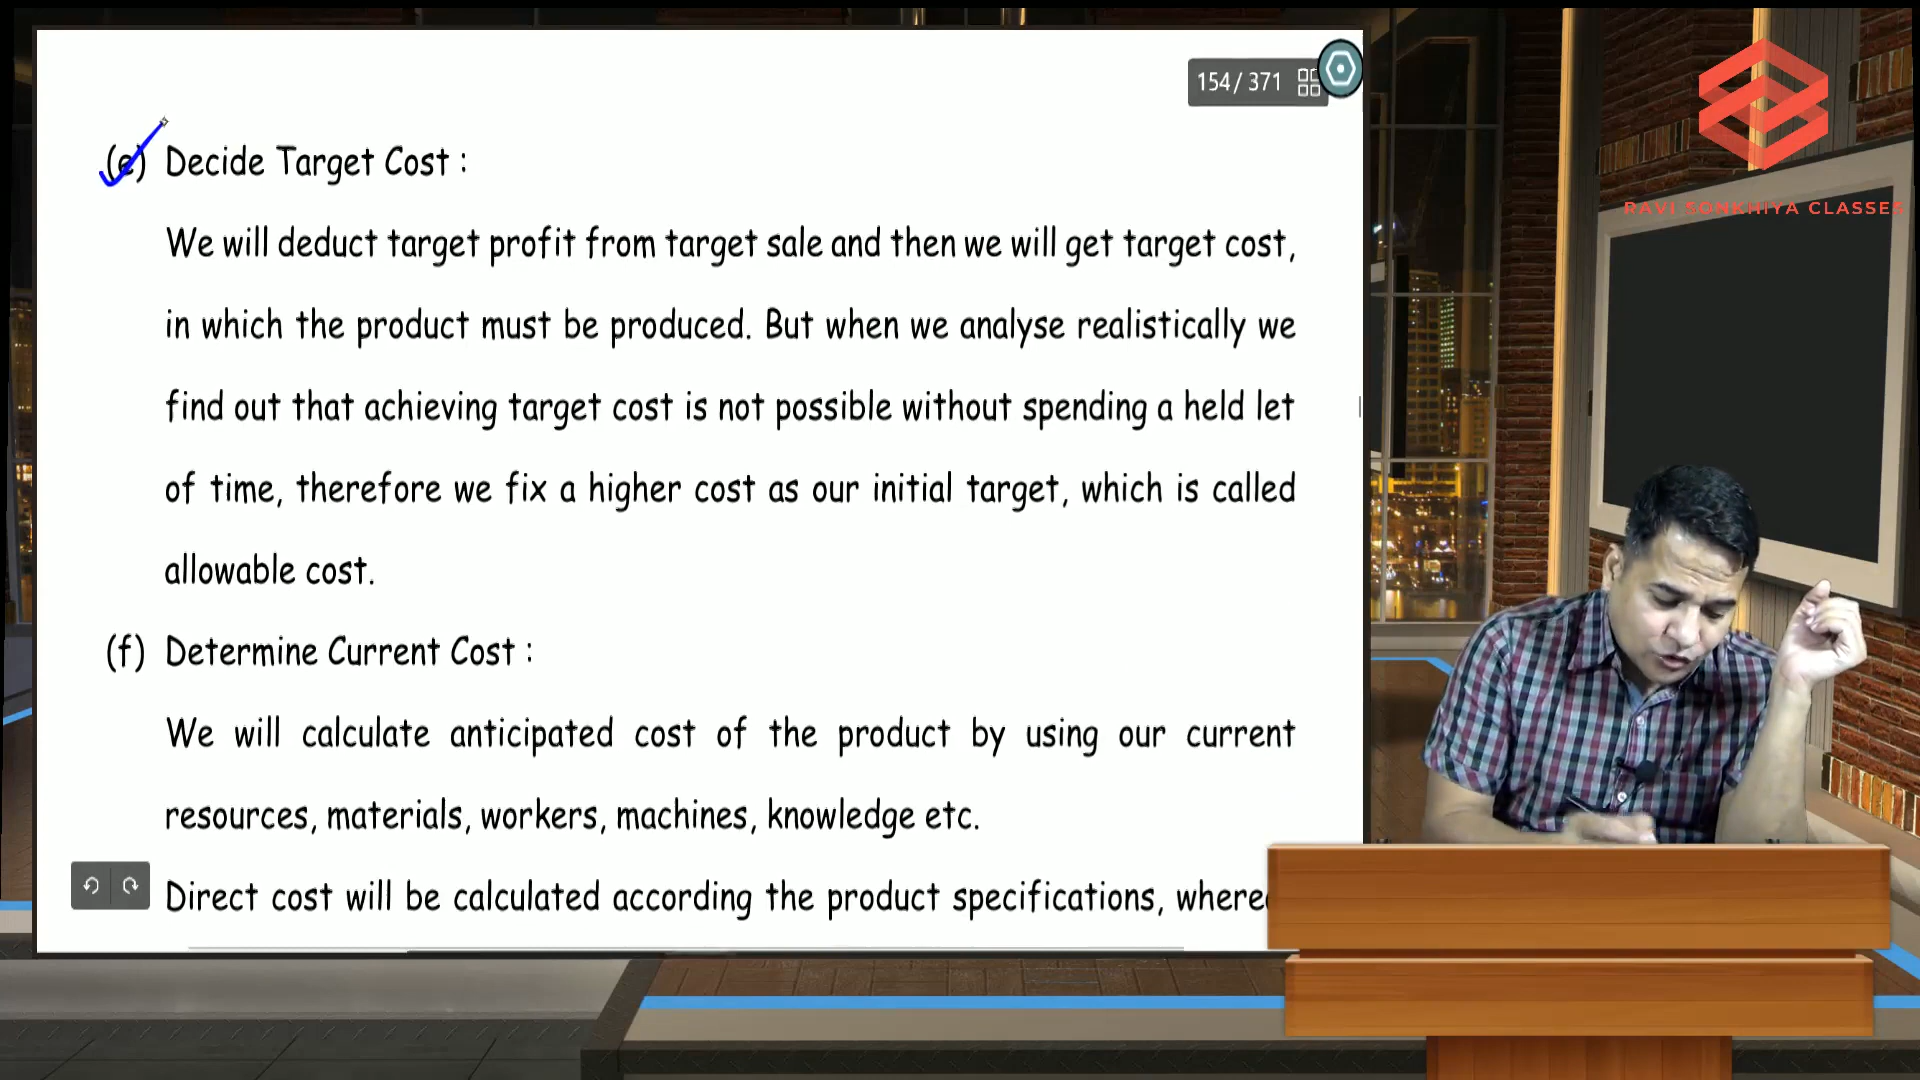 154 / 371
RAVI SONKHIYA CLASSES
(e) Decide Target Cost :
We will deduct target profit from target sale and then we will get target cost,
in which the product must be produced. But when we analyse realistically we
find out that achieving target cost is not possible without spending a held let
of time, therefore we fix a higher cost as our initial target, which is called
allowable cost.
(f) Determine Current Cost :
We will calculate anticipated cost of the product by using our current
resources, materials, workers, machines, knowledge etc.
Direct cost will be calculated according the product specifications,